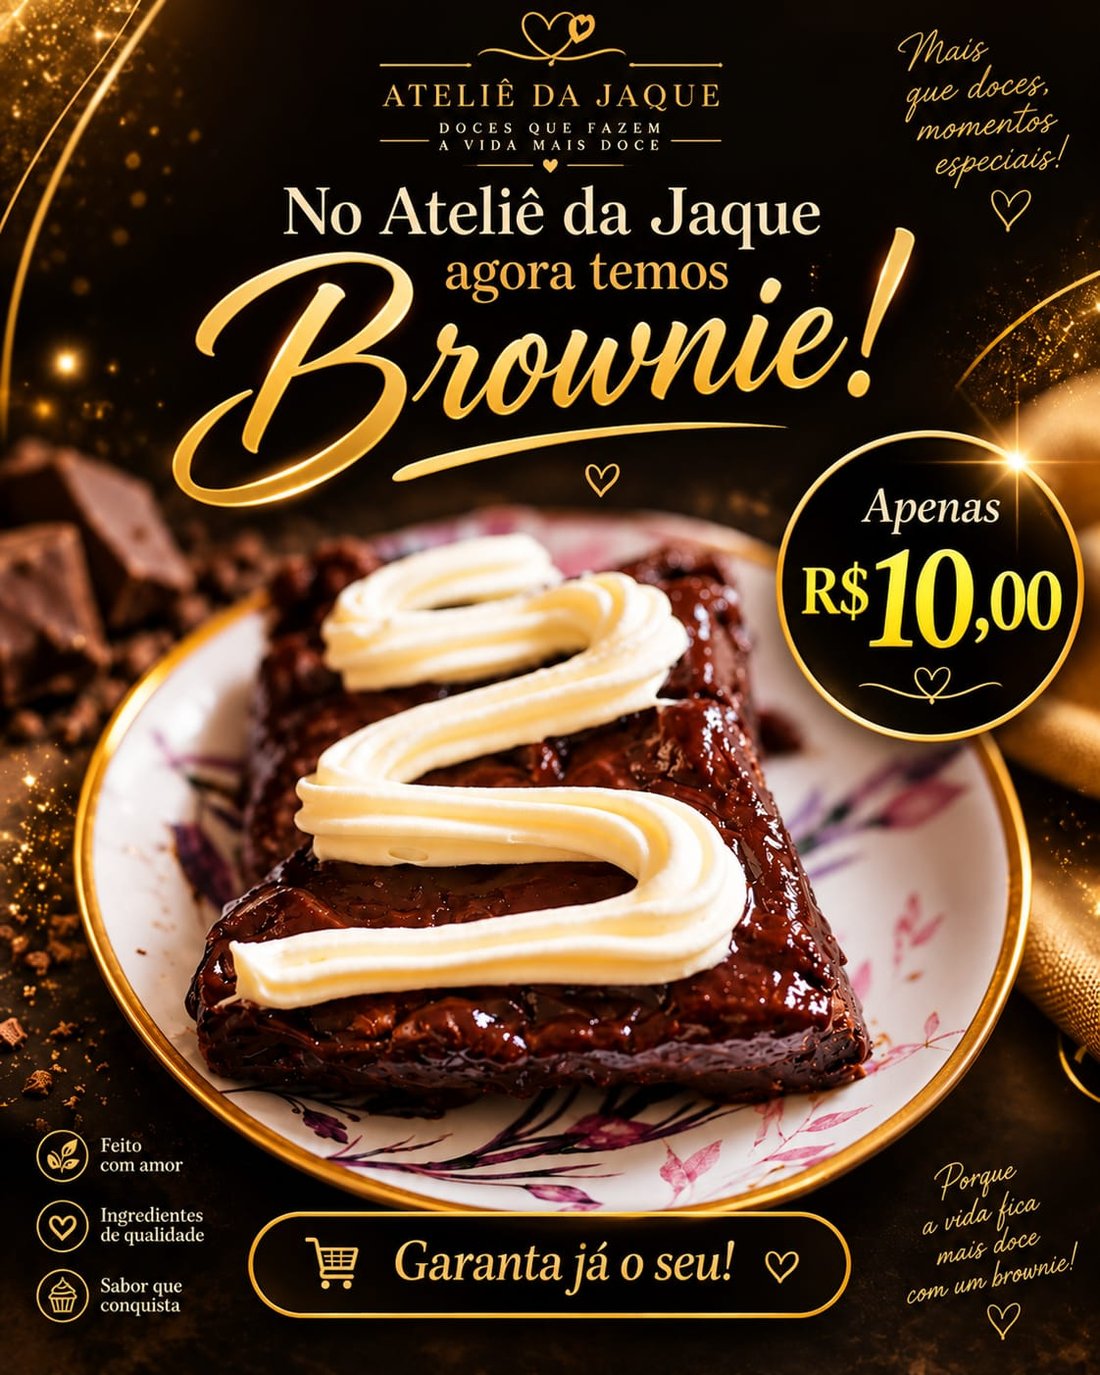 ATELIÊ DA JAQUE
DOCES QUE FAZEM
A VIDA MAIS DOCE
Mais
que doces,
momentos
especiais!
No Ateliê da Jaque
agora temos
Brownie!
Apenas
R$10,00
Feito
com amor
Ingredientes
de qualidade
Sabor que
conquista
Garanta já o seu!
Porque
a vida fica
mais doce
com um brownie!